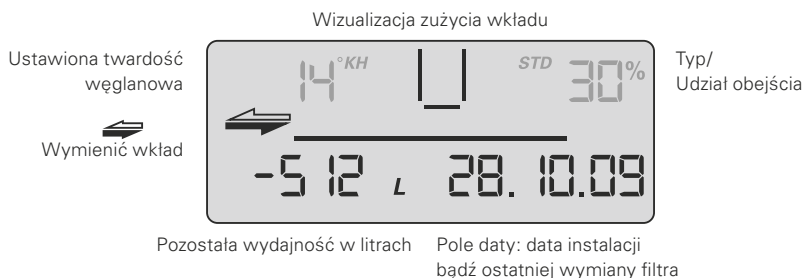 Wizualizacja zużycia wkładu
Ustawiona twardość
węglanowa
14 °KH
STD 30%
Typ/
Udział obejścia
Wymienić wkład
-512 L 28.10.09
Pozostała wydajność w litrach
Pole daty: data instalacji
bądź ostatniej wymiany filtra